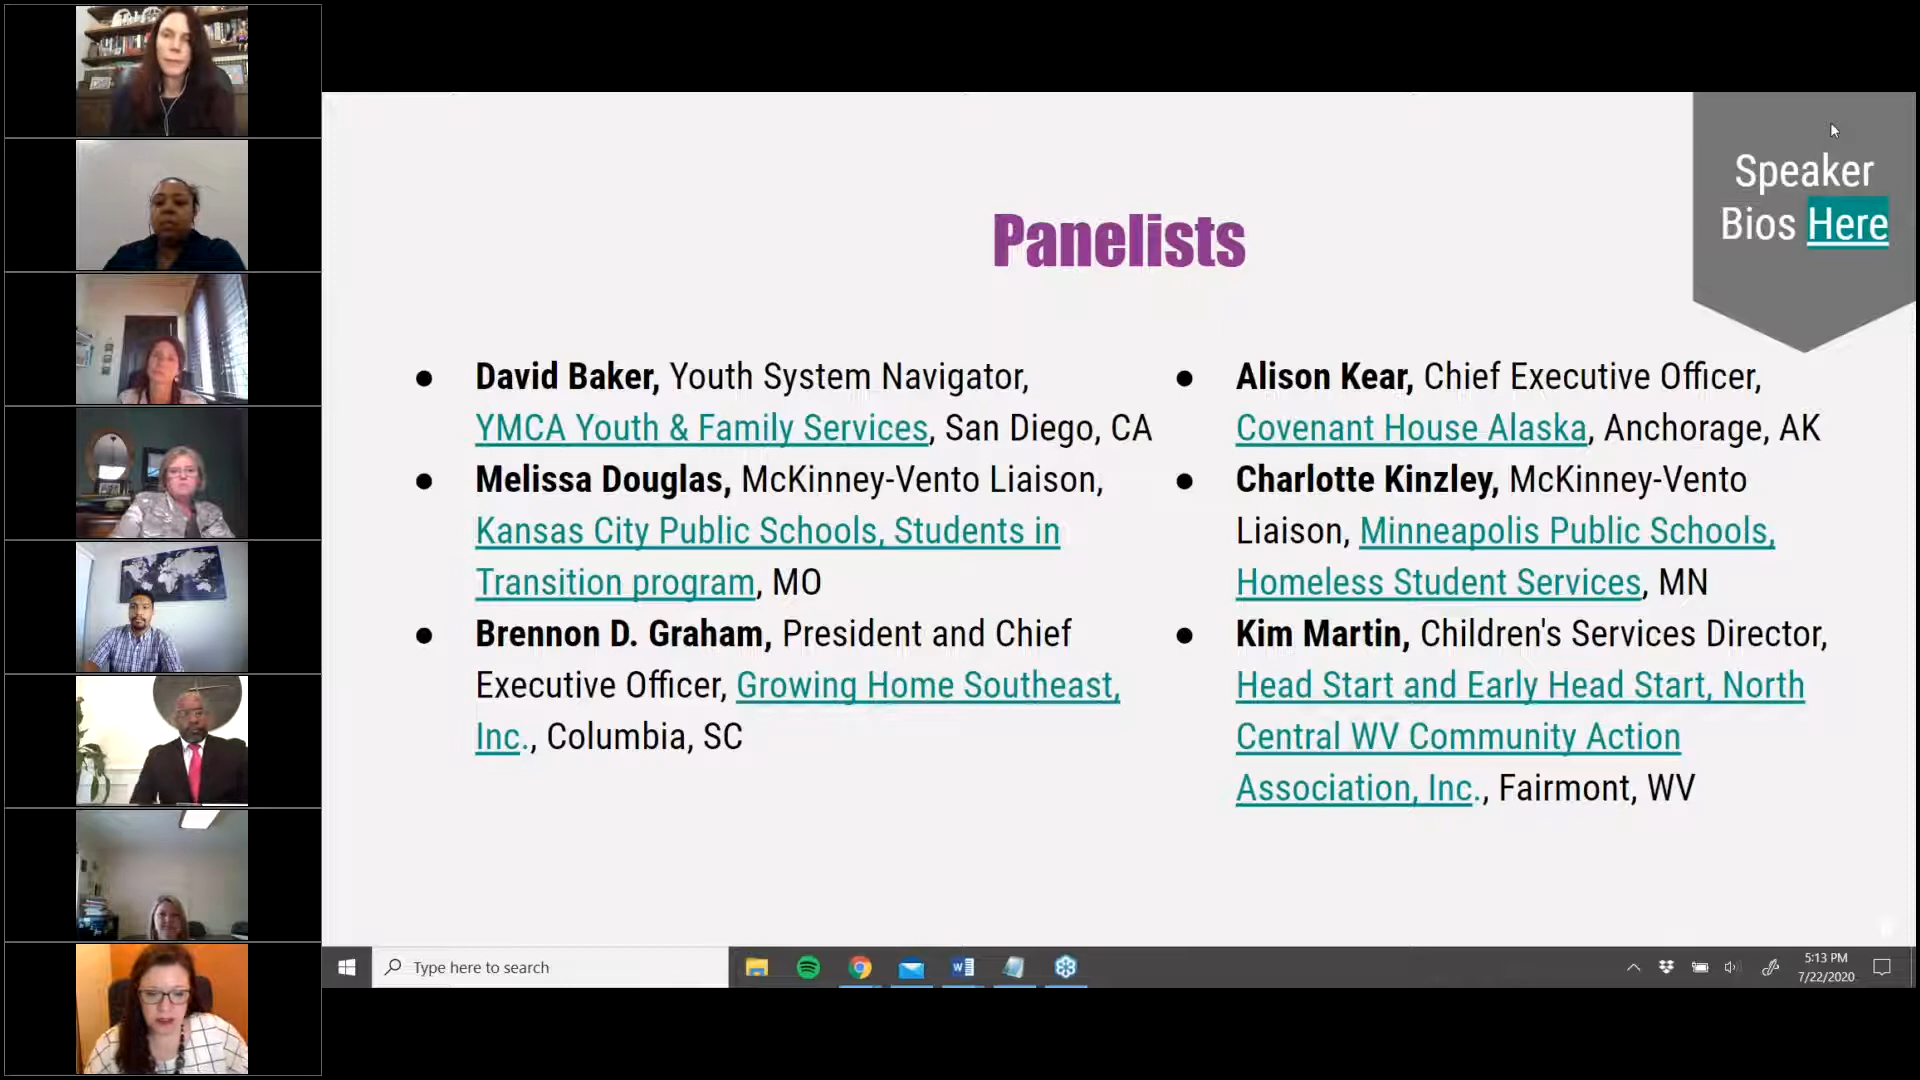 Speaker
Bios Here
Panelists
● David Baker, Youth System Navigator,
YMCA Youth & Family Services, San Diego, CA
● Melissa Douglas, McKinney-Vento Liaison,
Kansas City Public Schools, Students in
Transition program, MO
● Brennon D. Graham, President and Chief
Executive Officer, Growing Home Southeast,
Inc., Columbia, SC
● Alison Kear, Chief Executive Officer,
Covenant House Alaska, Anchorage, AK
● Charlotte Kinzley, McKinney-Vento
Liaison, Minneapolis Public Schools,
Homeless Student Services, MN
● Kim Martin, Children's Services Director,
Head Start and Early Head Start, North
Central WV Community Action
Association, Inc., Fairmont, WV
Type here to search
5:13 PM
7/22/2020